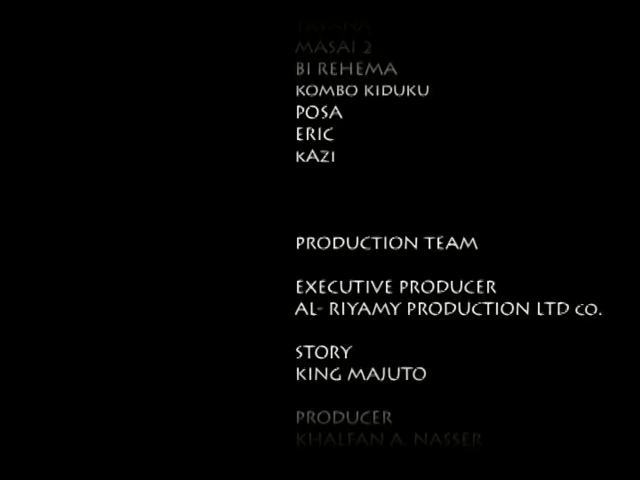 MASAI 2
BI REHEMA
KOMBO KIDUKU
POSA
ERIC
KAZI
PRODUCTION TEAM
EXECUTIVE PRODUCER
AL- RIYAMY PRODUCTION LTD CO.
STORY
KING MAJUTO
PRODUCER
KHALFAN A. NASSER